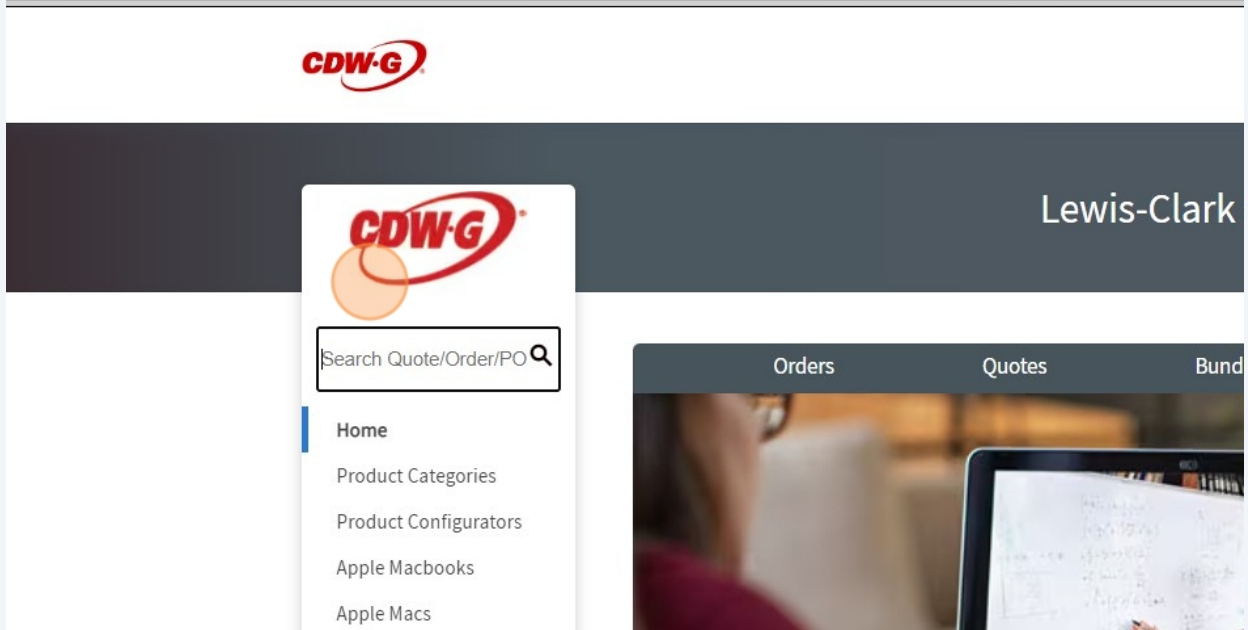 CDW·G
Lewis-Clark
CDW·G
Search Quote/Order/PO
Orders Quotes Bund
Home
Product Categories
Product Configurators
Apple Macbooks
Apple Macs